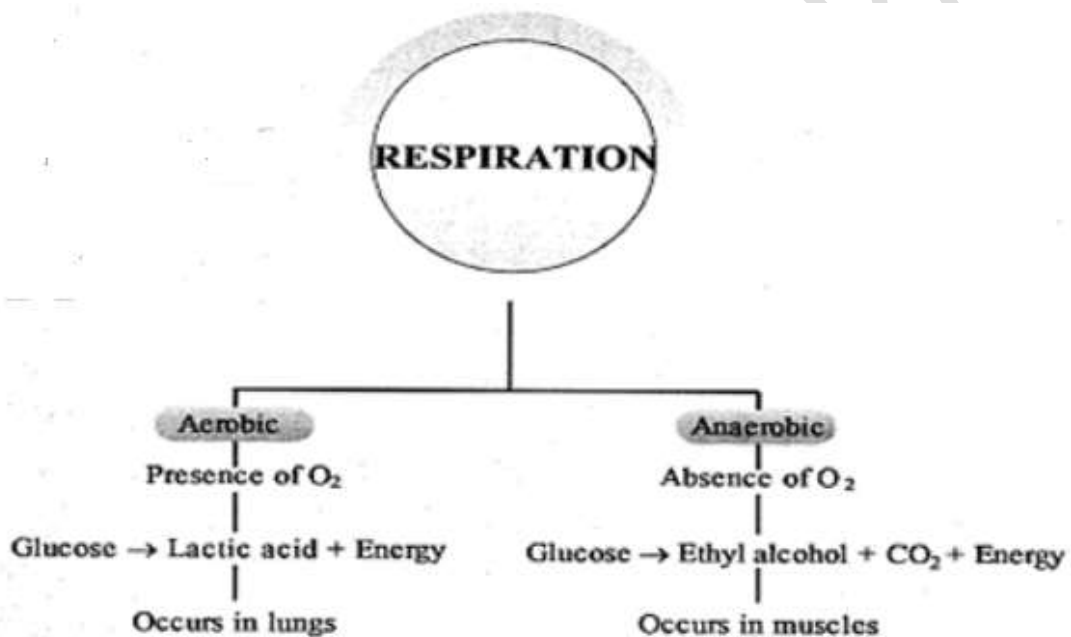 RESPIRATION
Aerobic
Anaerobic
Presence of O₂
Absence of O₂
Glucose → Lactic acid + Energy
Glucose → Ethyl alcohol + CO₂ + Energy
Occurs in lungs
Occurs in muscles